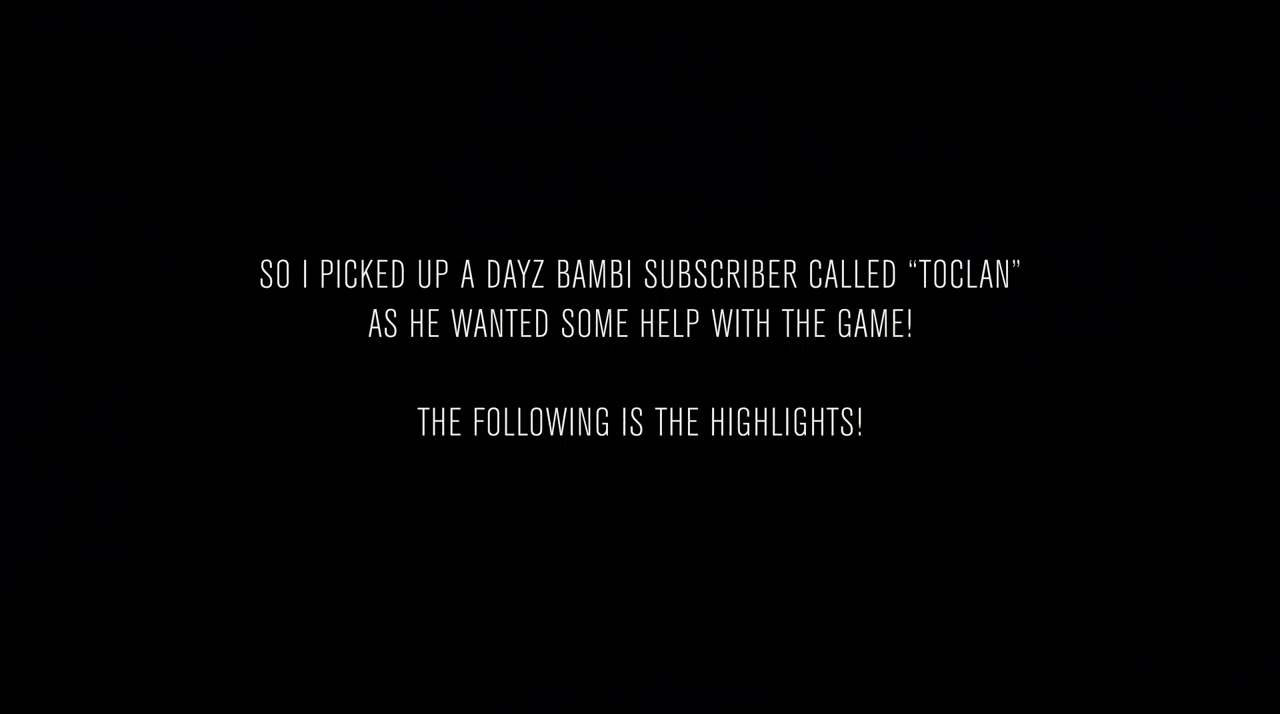 SO I PICKED UP A DAYZ BAMBI SUBSCRIBER CALLED “TOCLAN”
AS HE WANTED SOME HELP WITH THE GAME!
THE FOLLOWING IS THE HIGHLIGHTS!